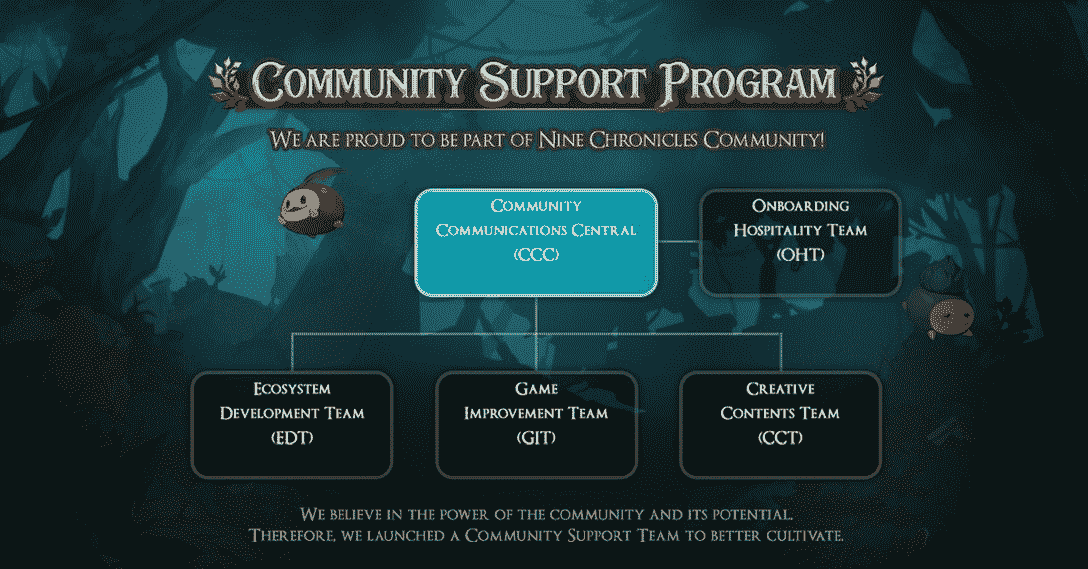 Community Support Program
We are proud to be part of Nine Chronicles Community!
Community
Communications Central
(CCC)
Onboarding
Hospitality Team
(OHT)
Ecosystem
Development Team
(EDT)
Game
Improvement Team
(GIT)
Creative
Contents Team
(CCT)
We believe in the power of the community and its potential.
Therefore, we launched a Community Support Team to better cultivate.